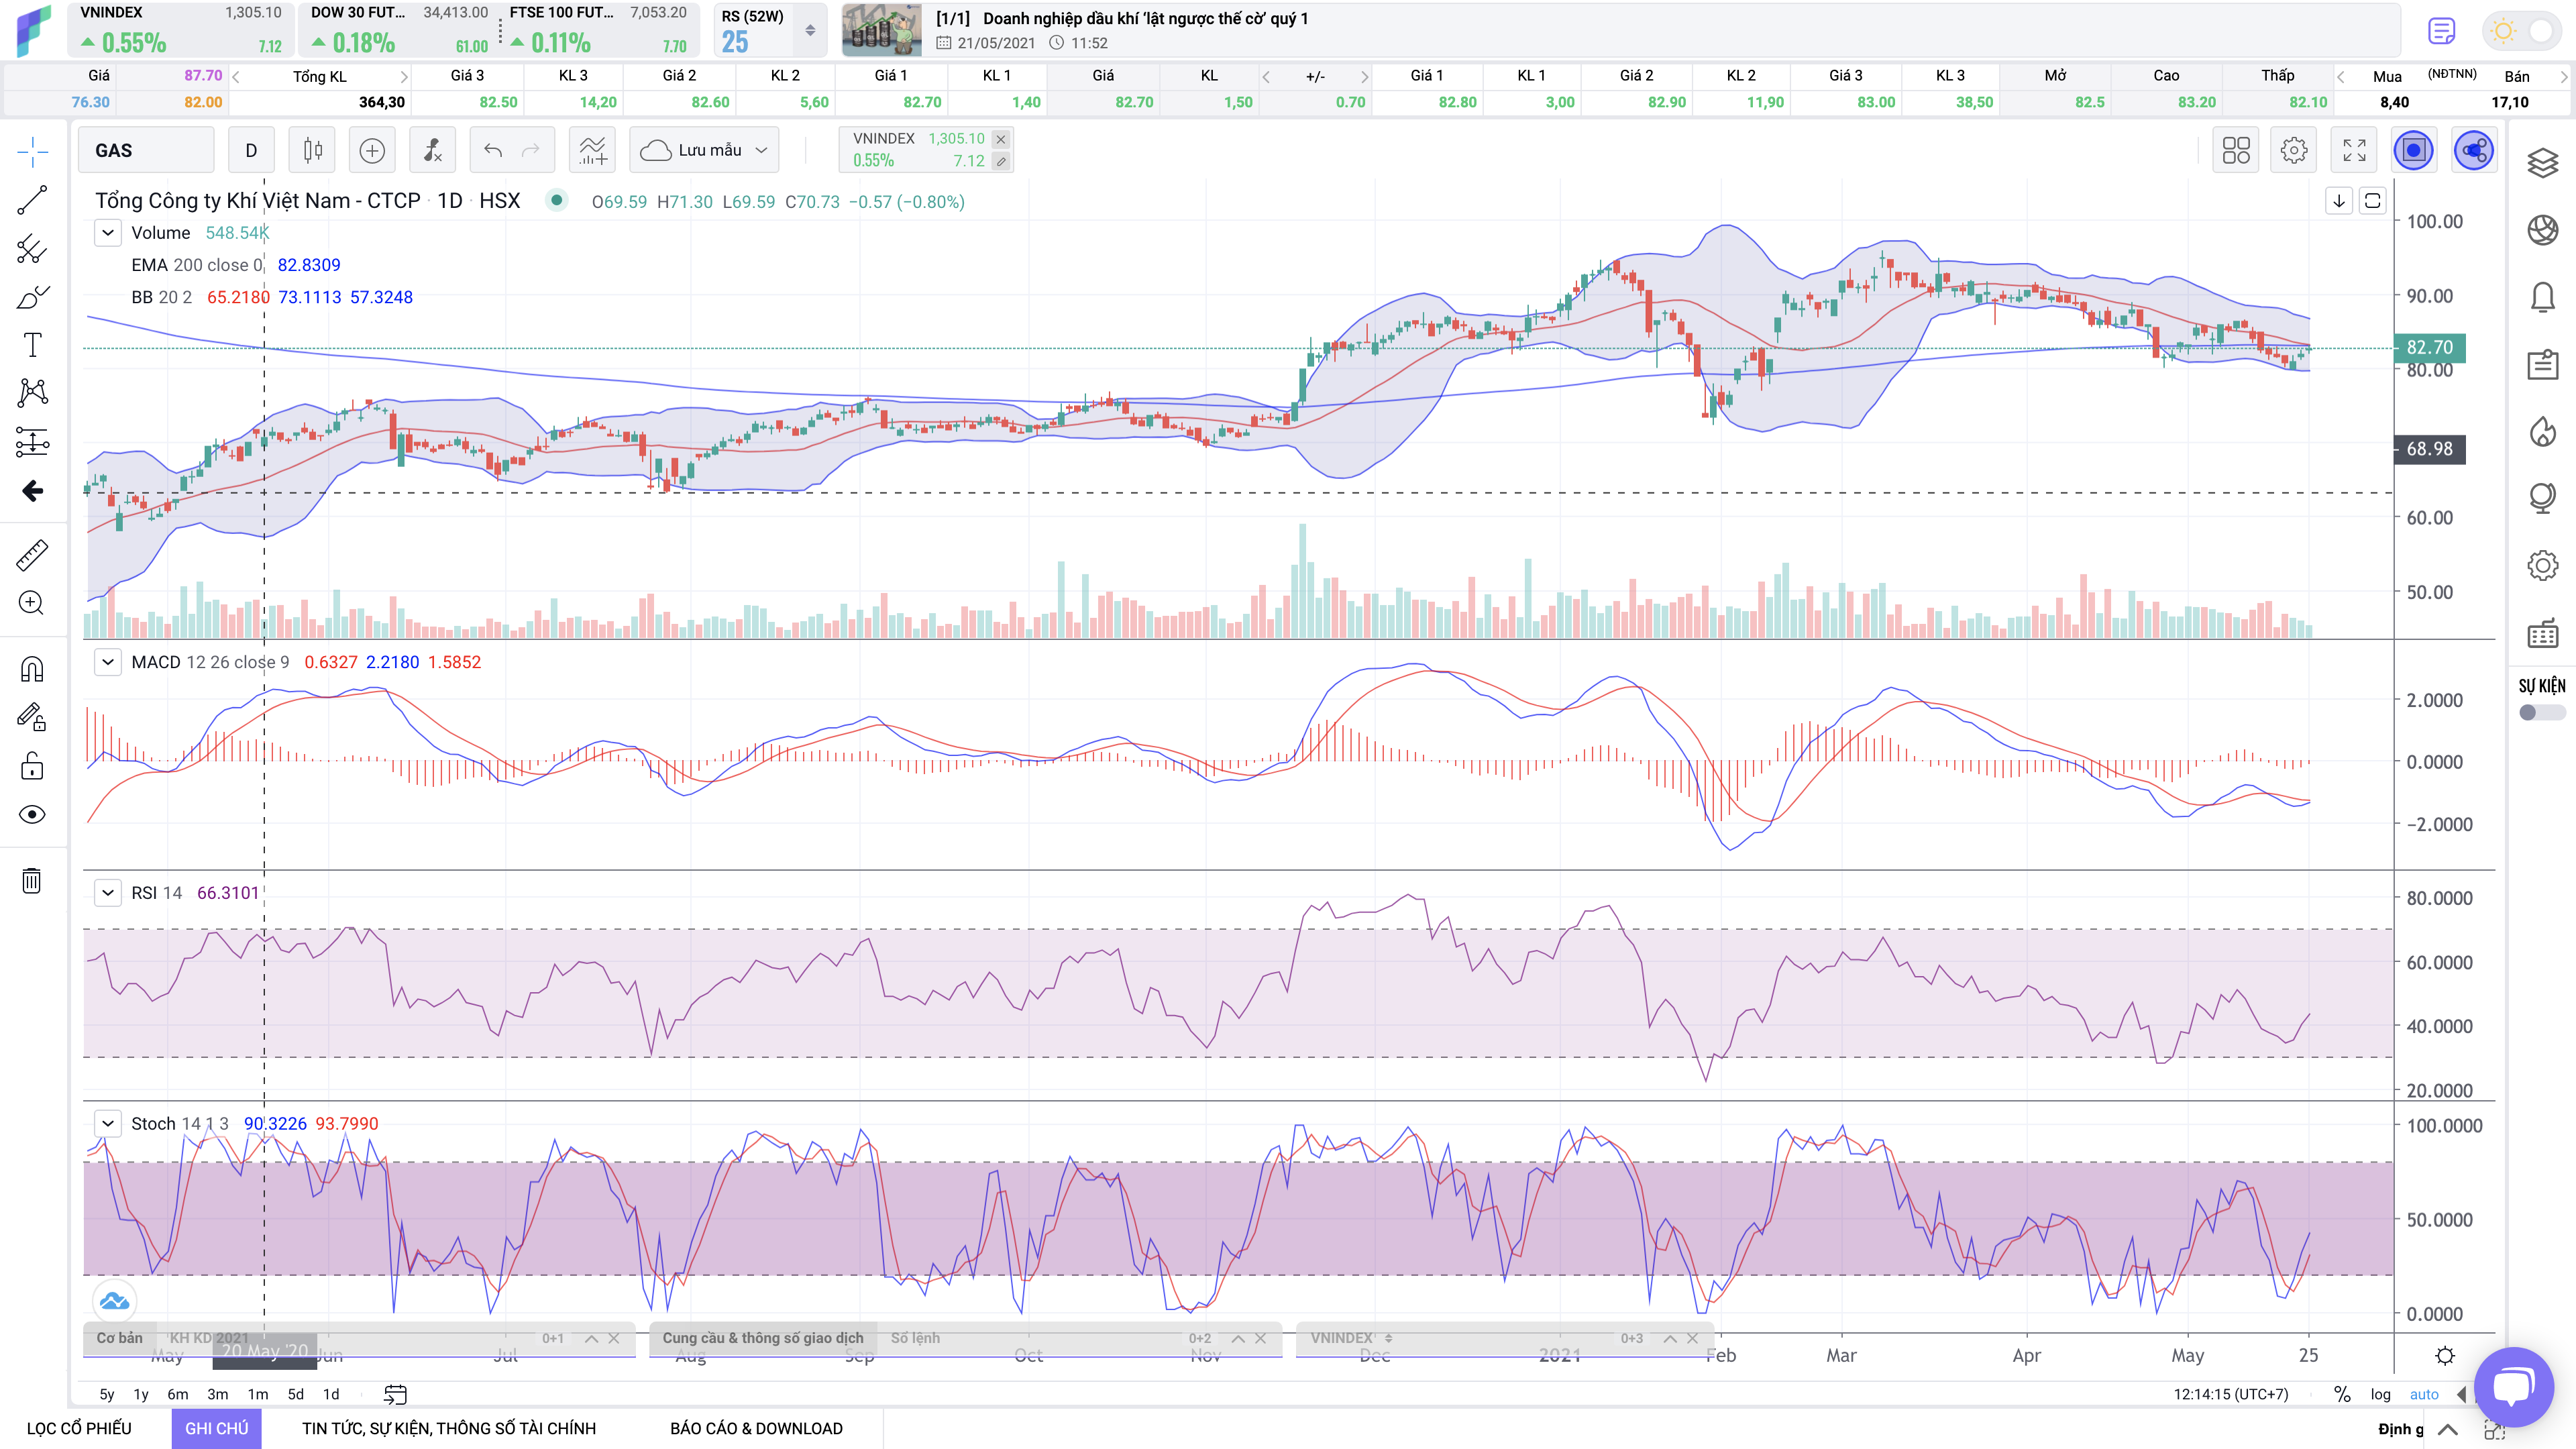 VNINDEX 1,305.10 DOW 30 FUT... 34,413.00 FTSE 100 FUT... 7,053.20 RS (52W) [1/1] Doanh nghiệp dầu khí ‘lật ngược thế cờ’ quý 1
0.55% 7.12 0.18% 61.00 0.11% 7.70 25 21/05/2021 11:52
Giá 87.70 Tổng KL Giá 3 KL 3 Giá 2 KL 2 Giá 1 KL 1 Giá KL +/- Giá 1 KL 1 Giá 2 KL 2 Giá 3 KL 3 Mở Cao Thấp Mua (NĐTNN) Bán
76.30 82.00 364,30 82.50 14,20 82.60 5,60 82.70 1,40 82.70 1,50 0.70 82.80 3,00 82.90 11,90 83.00 38,50 82.5 83.20 82.10 8,40 17,10
GAS D Lưu mẫu VNINDEX 1,305.10
0.55% 7.12
Tổng Công ty Khí Việt Nam - CTCP · 1D · HSX O69.59 H71.30 L69.59 C70.73 −0.57 (−0.80%)
Volume 548.54K
EMA 200 close 0 82.8309
BB 20 2 65.2180 73.1113 57.3248
100.00
90.00
82.70
80.00
68.98
60.00
50.00
SỰ KIỆN
MACD 12 26 close 9 0.6327 2.2180 1.5852
2.0000
0.0000
−2.0000
RSI 14 66.3101
80.0000
60.0000
40.0000
20.0000
Stoch 14 1 3 90.3226 93.7990
100.0000
50.0000
0.0000
Cơ bản KH KD 2021 0+1 Cung cầu & thông số giao dịch Sổ lệnh 0+2 VNINDEX 0+3
May 20 May '20 Jun Jul Aug Sep Oct Nov Dec 2021 Feb Mar Apr May 25
5y 1y 6m 3m 1m 5d 1d 12:14:15 (UTC+7) % log auto
LỌC CỔ PHIẾU GHI CHÚ TIN TỨC, SỰ KIỆN, THÔNG SỐ TÀI CHÍNH BÁO CÁO & DOWNLOAD Định g